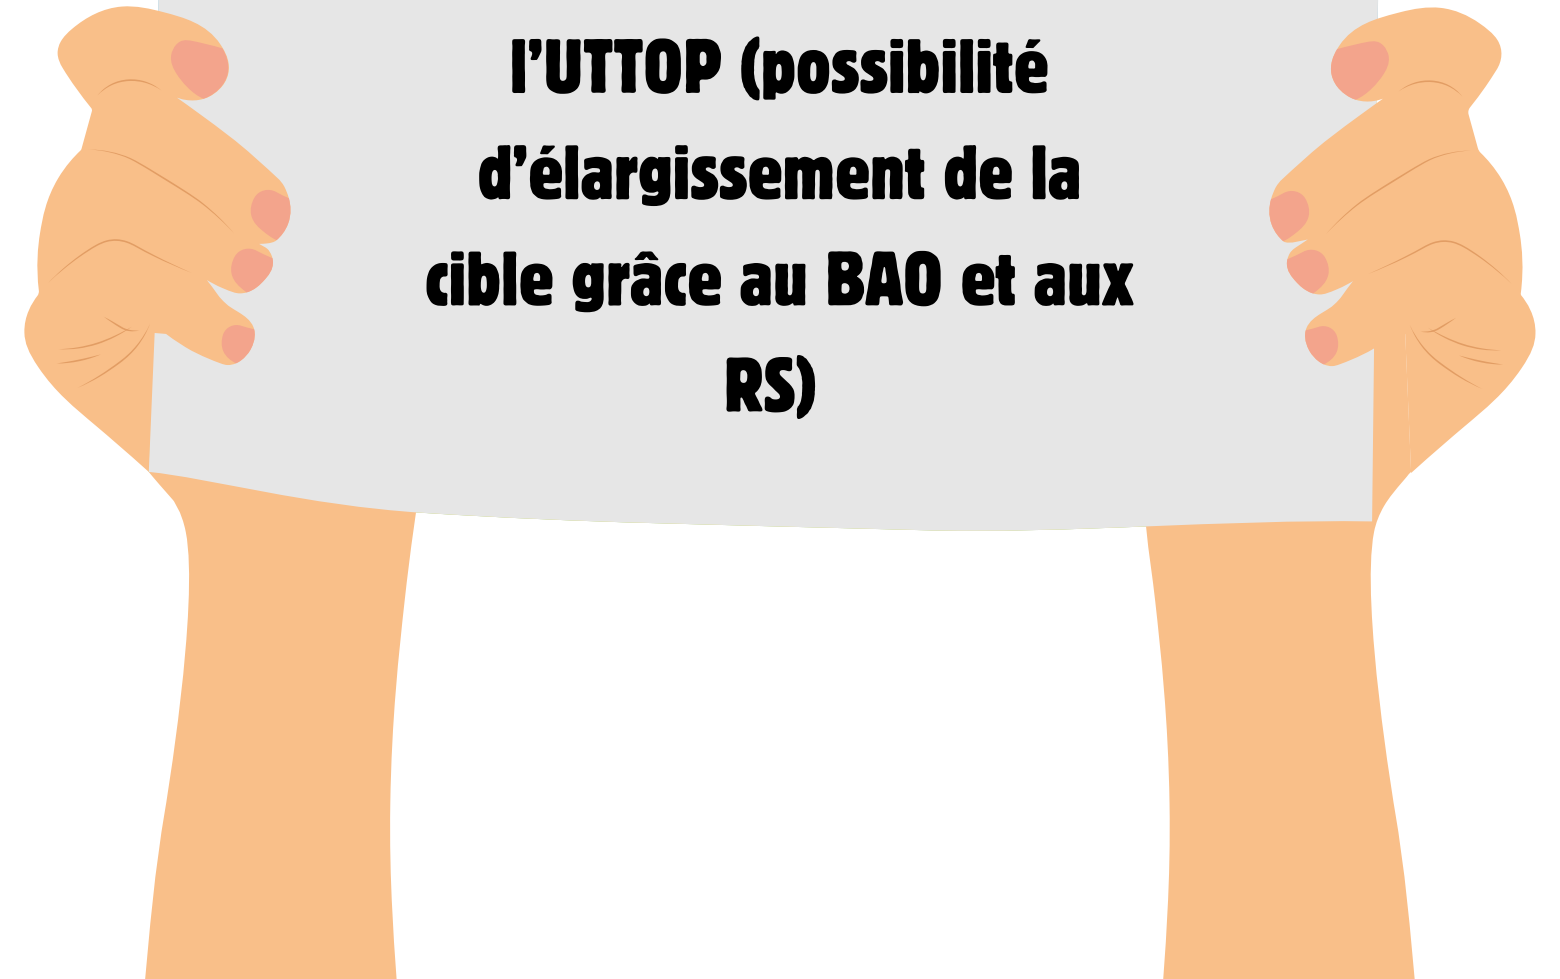 l’UTTOP (possibilité
d’élargissement de la
cible grâce au BAO et aux
RS)